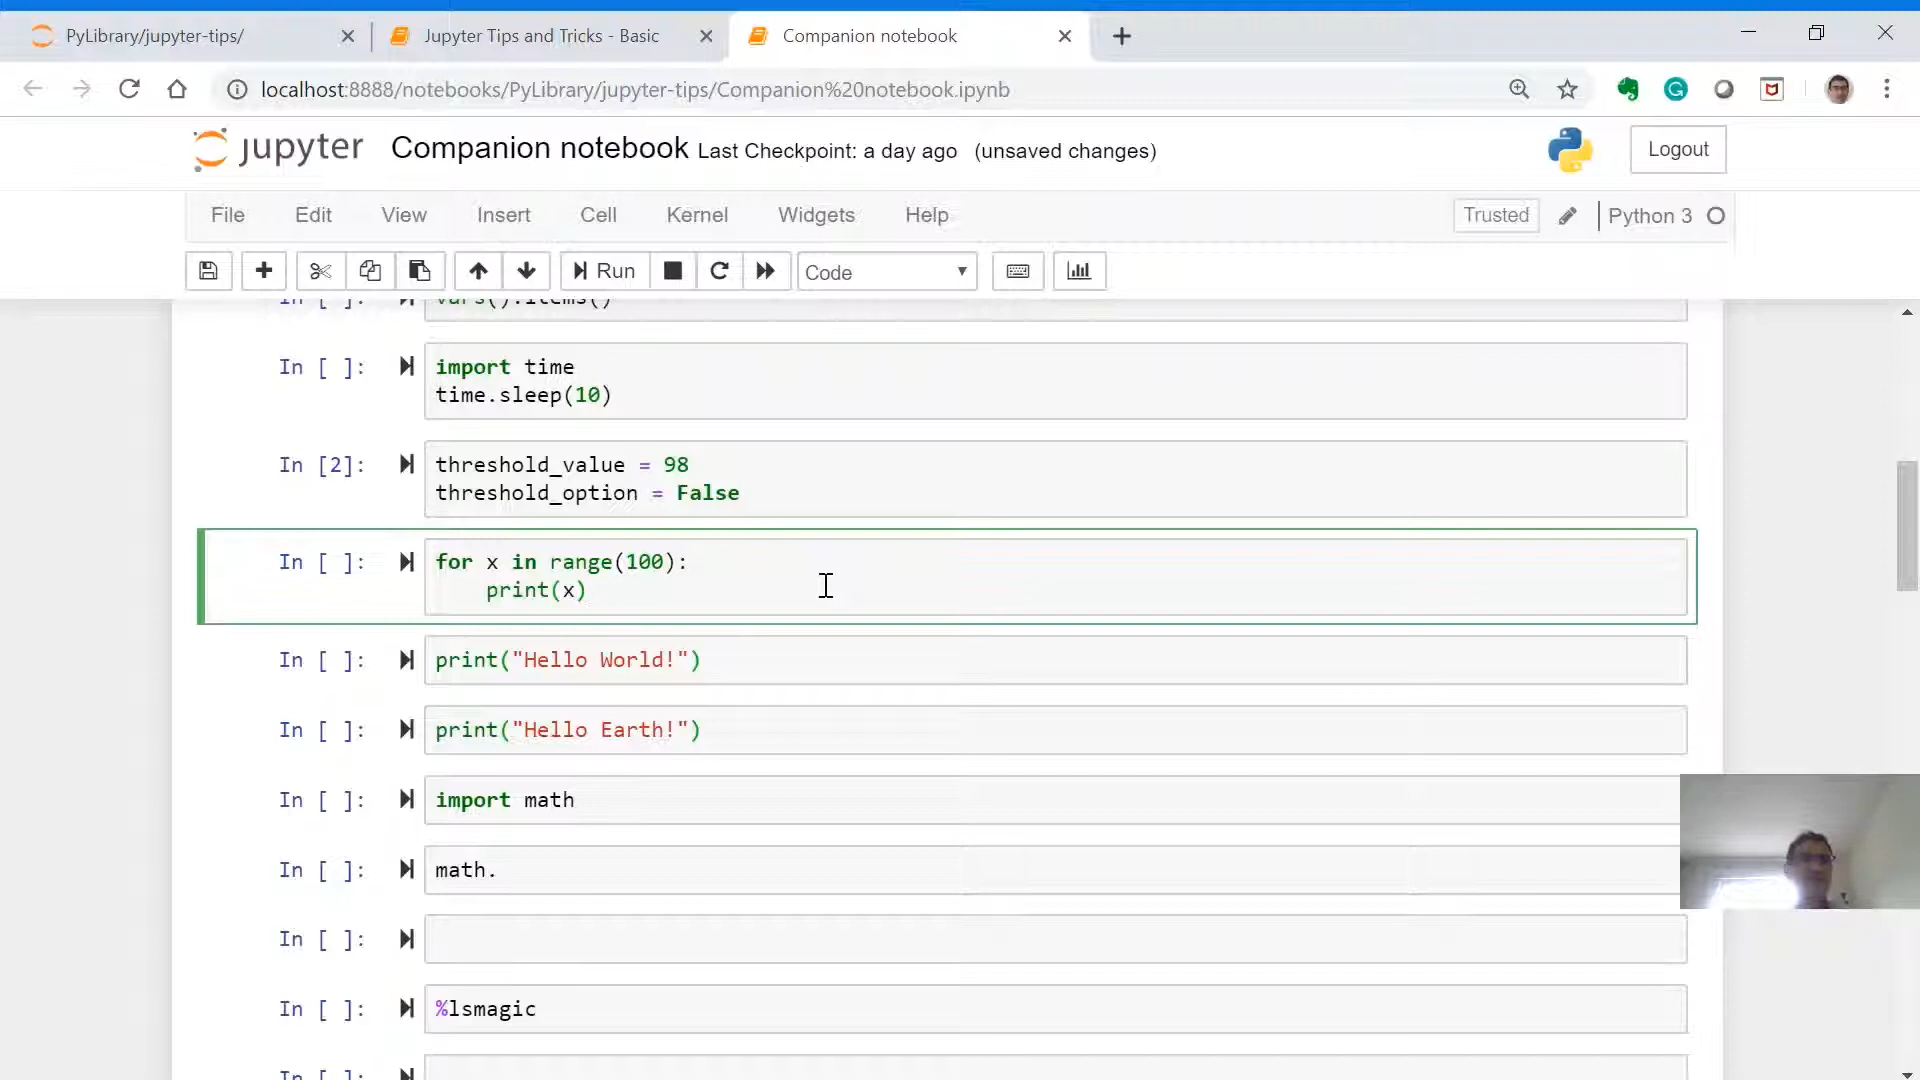 PyLibrary/jupyter-tips/
Jupyter Tips and Tricks - Basic
Companion notebook
localhost:8888/notebooks/PyLibrary/jupyter-tips/Companion%20notebook.ipynb
jupyter Companion notebook Last Checkpoint: a day ago (unsaved changes)
Logout
File Edit View Insert Cell Kernel Widgets Help
Trusted
Python 3
Run
Code
In [ ]: vars().items()
In [ ]: import time
time.sleep(10)
In [2]: threshold_value = 98
threshold_option = False
In [ ]: for x in range(100):
print(x)
In [ ]: print("Hello World!")
In [ ]: print("Hello Earth!")
In [ ]: import math
In [ ]: math.
In [ ]:
In [ ]: %lsmagic
In [ ]: